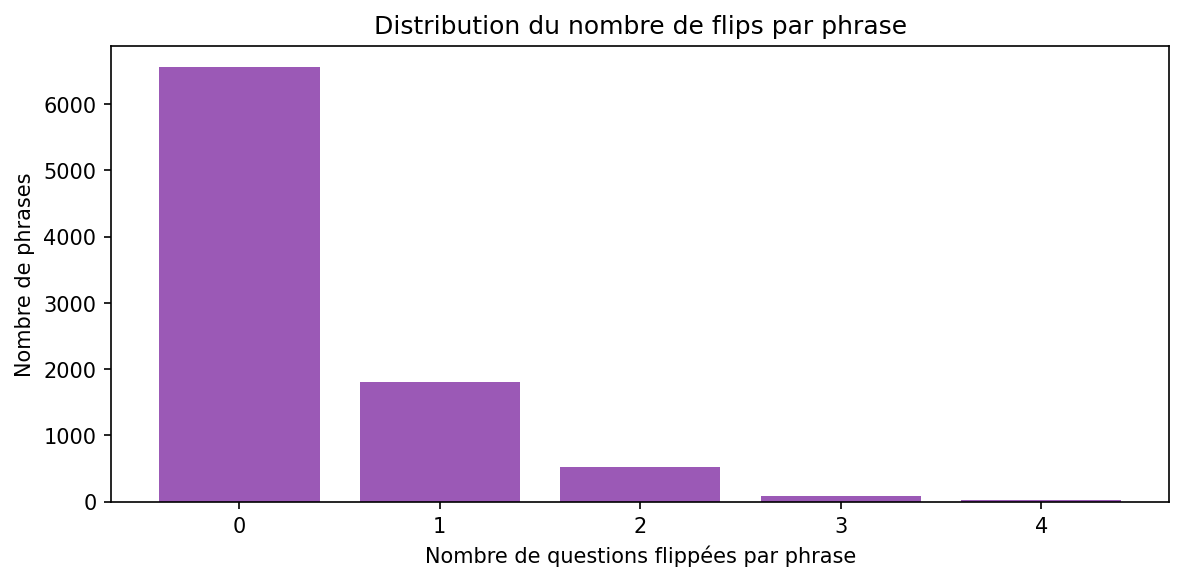 Distribution du nombre de flips par phrase
Nombre de phrases
6000
5000
4000
3000
2000
1000
0
0 1 2 3 4
Nombre de questions flippées par phrase